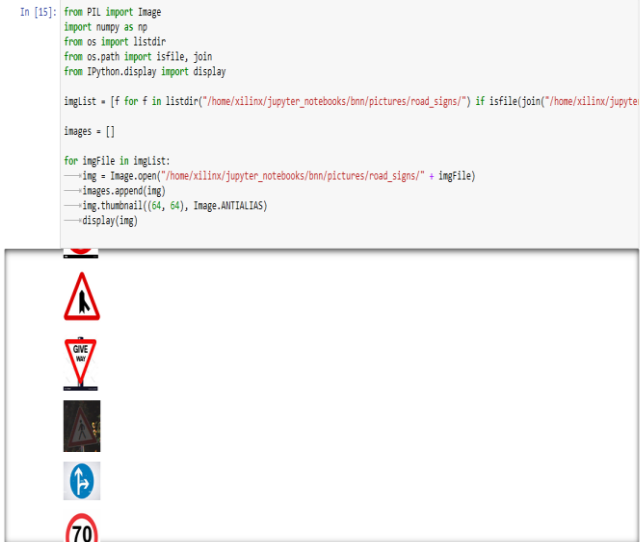 In [15]: from PIL import Image
import numpy as np
from os import listdir
from os.path import isfile, join
from IPython.display import display
imgList = [f for f in listdir("/home/xilinx/jupyter_notebooks/bnn/pictures/road_signs/") if isfile(join("/home/xilinx/jupyte
images = []
for imgFile in imgList:
img = Image.open("/home/xilinx/jupyter_notebooks/bnn/pictures/road_signs/" + imgFile)
images.append(img)
img.thumbnail((64, 64), Image.ANTIALIAS)
display(img)
GIVE
WAY
70